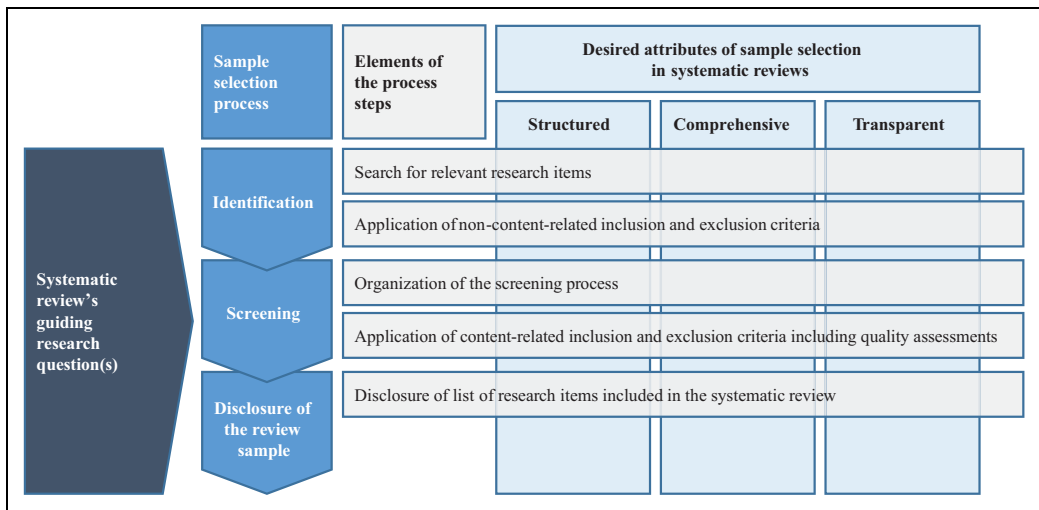 Sample
selection
process
Elements of
the process
steps
Desired attributes of sample selection
in systematic reviews
Structured
Comprehensive
Transparent
Systematic
review's
guiding
research
question(s)
Identification
Search for relevant research items
Application of non-content-related inclusion and exclusion criteria
Screening
Organization of the screening process
Application of content-related inclusion and exclusion criteria including quality assessments
Disclosure of
the review
sample
Disclosure of list of research items included in the systematic review